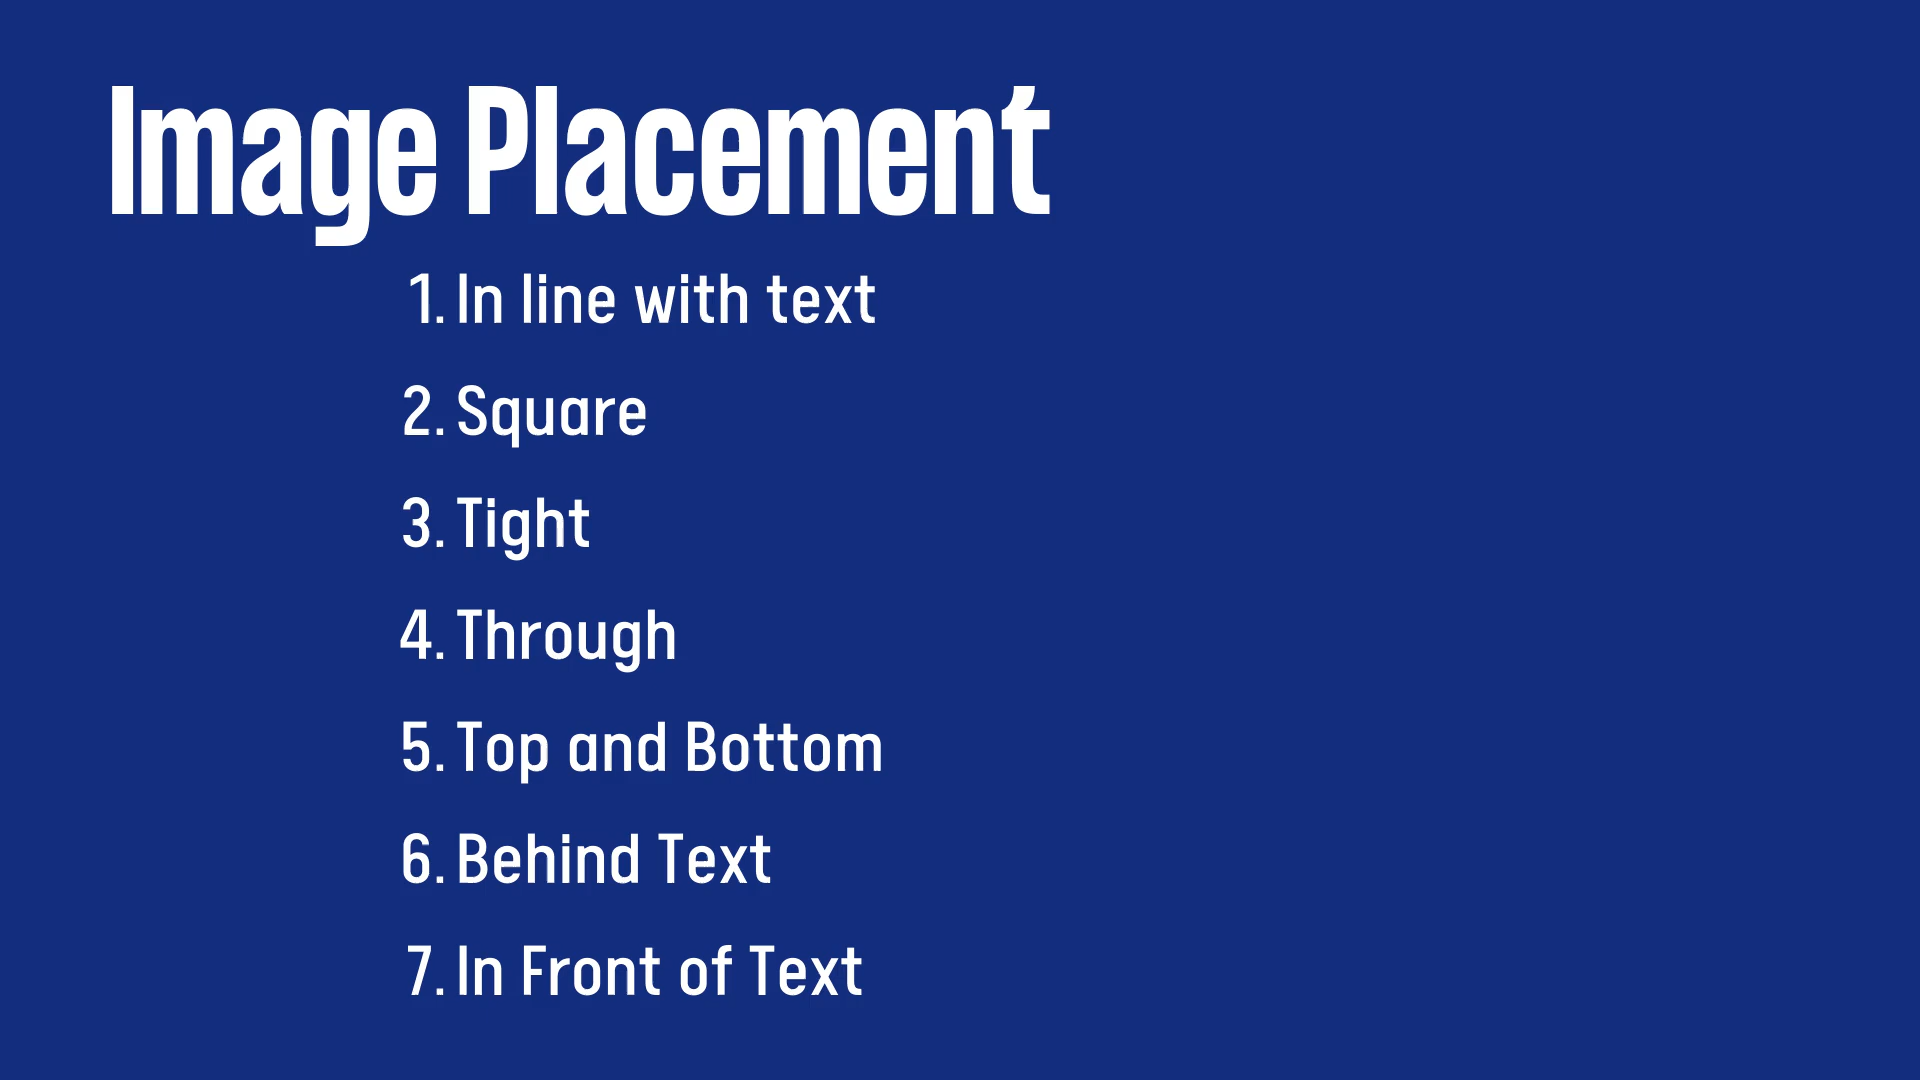 Image Placement
1. In line with text
2. Square
3. Tight
4. Through
5. Top and Bottom
6. Behind Text
7. In Front of Text